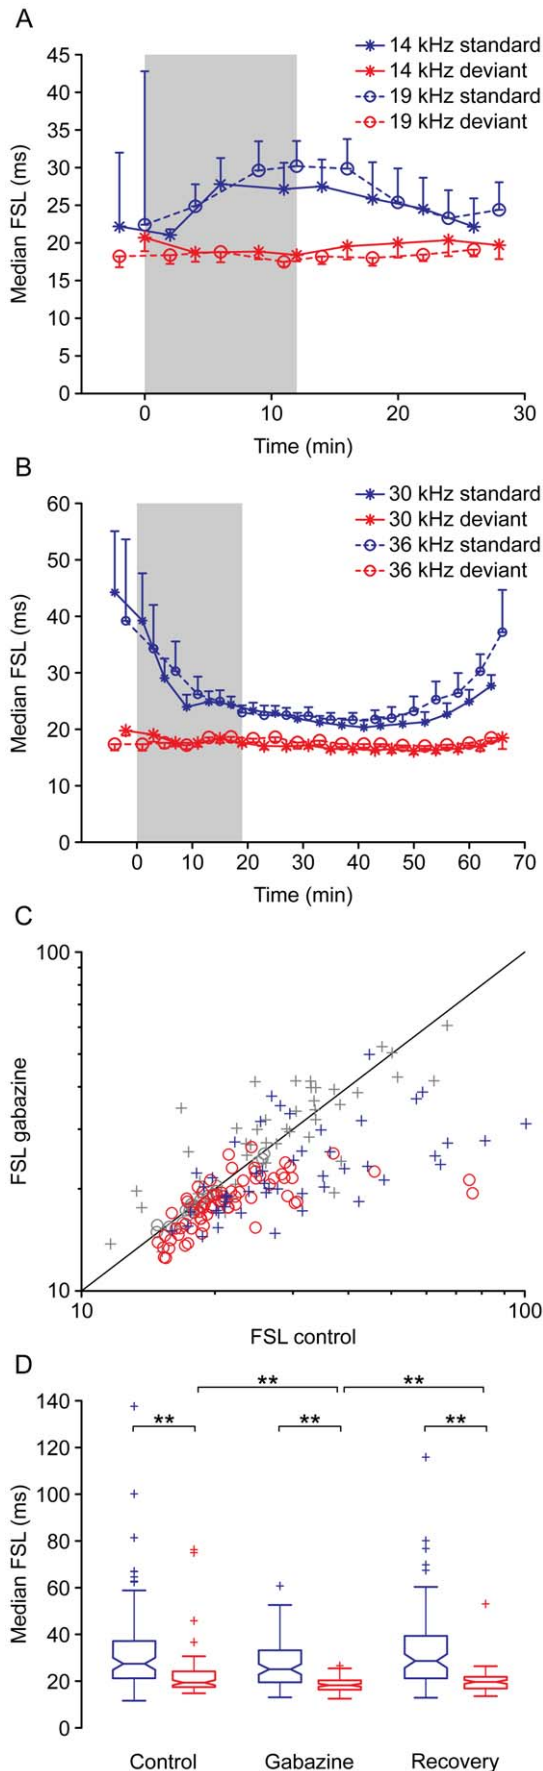 A
45
40
35
30
25
20
15
10
5
0
Median FSL (ms)
14 kHz standard
14 kHz deviant
19 kHz standard
19 kHz deviant
0 10 20 30
Time (min)
B
60
50
40
30
20
10
0
Median FSL (ms)
30 kHz standard
30 kHz deviant
36 kHz standard
36 kHz deviant
0 10 20 30 40 50 60 70
Time (min)
C
100
10
FSL gabazine
10 100
FSL control
D
** **
** ** **
140
120
100
80
60
40
20
0
Median FSL (ms)
Control Gabazine Recovery